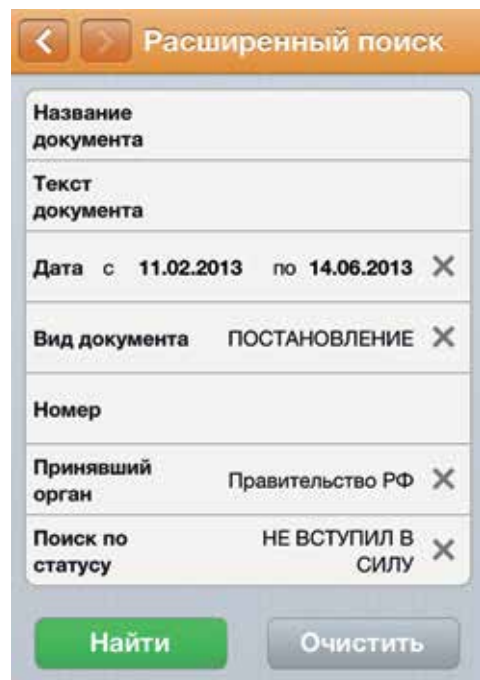 Расширенный поиск
Название
документа
Текст
документа
Дата с 11.02.2013 по 14.06.2013
Вид документа ПОСТАНОВЛЕНИЕ
Номер
Принявший
орган Правительство РФ
Поиск по
статусу НЕ ВСТУПИЛ В
СИЛУ
Найти Очистить